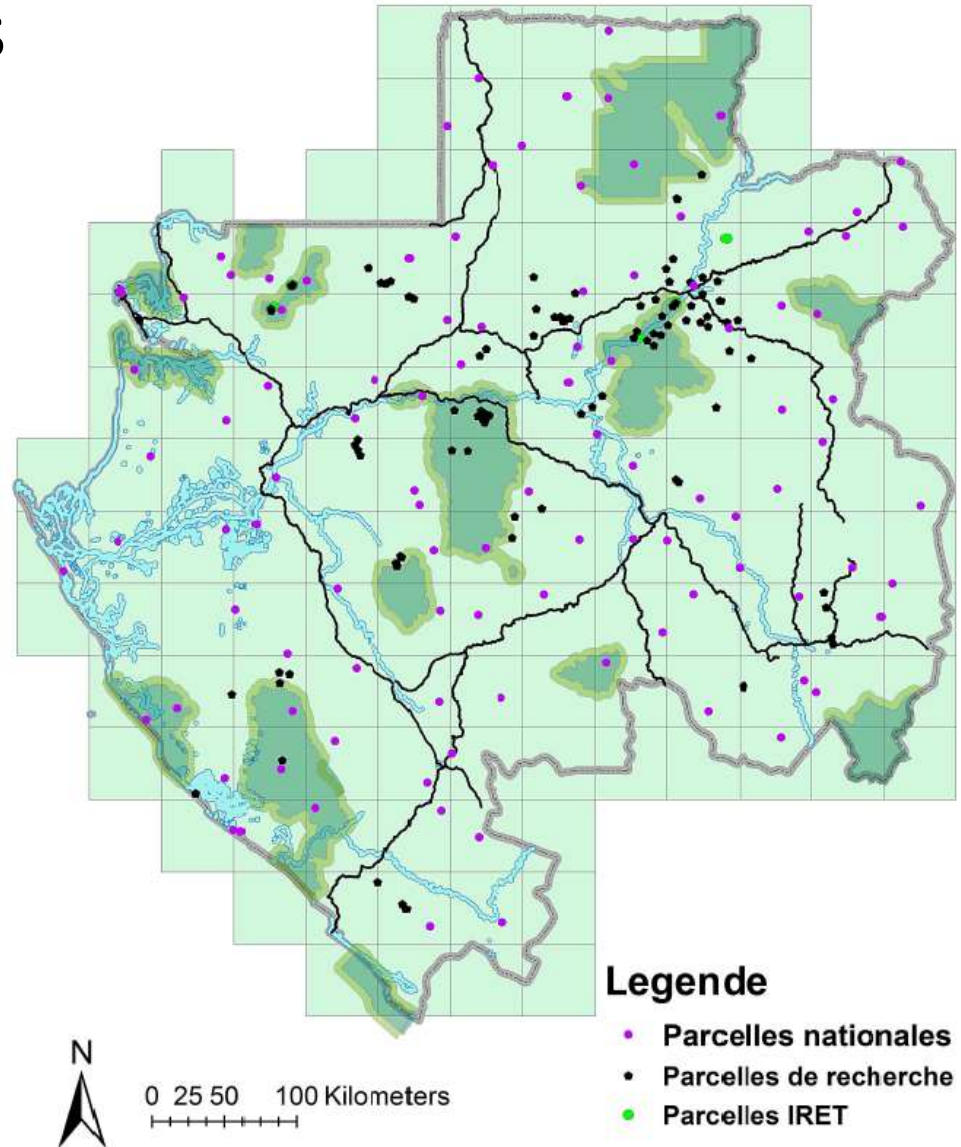 Legende
Parcelles nationales
Parcelles de recherche
Parcelles IRET
N
0 25 50 100 Kilometers